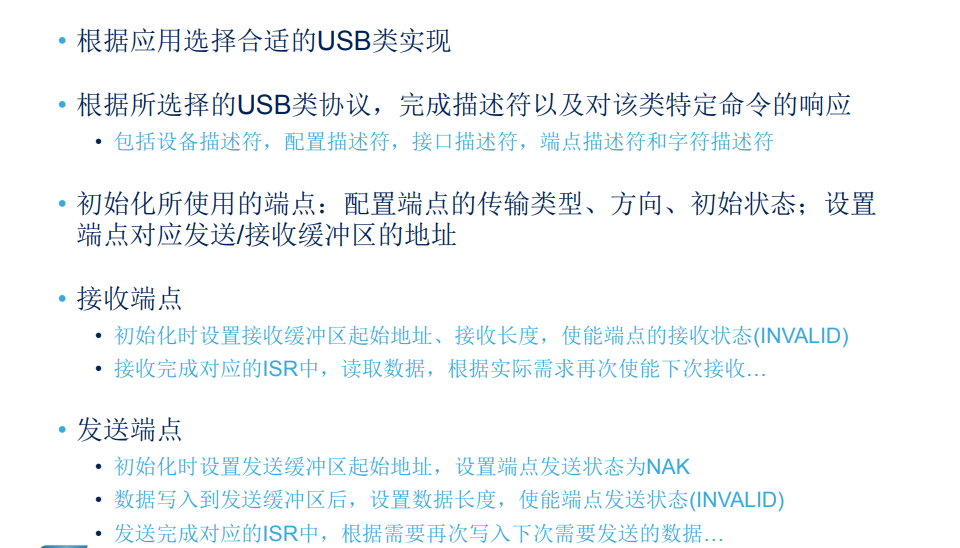 • 根据应用选择合适的USB类实现
• 根据所选择的USB类协议，完成描述符以及对该类特定命令的响应
• 包括设备描述符，配置描述符，接口描述符，端点描述符和字符描述符
• 初始化所使用的端点：配置端点的传输类型、方向、初始状态；设置
端点对应发送/接收缓冲区的地址
• 接收端点
• 初始化时设置接收缓冲区起始地址、接收长度，使能端点的接收状态(INVALID)
• 接收完成对应的ISR中，读取数据，根据实际需求再次使能下次接收…
• 发送端点
• 初始化时设置发送缓冲区起始地址，设置端点发送状态为NAK
• 数据写入到发送缓冲区后，设置数据长度，使能端点发送状态(INVALID)
• 发送完成对应的ISR中，根据需要再次写入下次需要发送的数据…